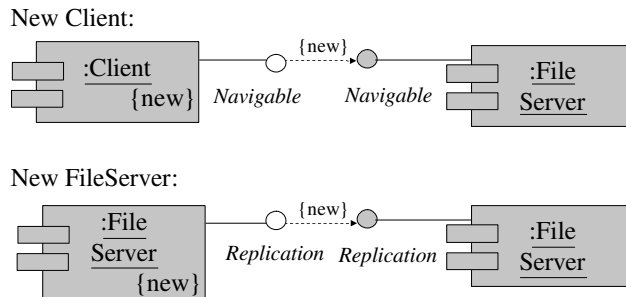 New Client:
:Client
{new}
{new}
Navigable
Navigable
:File
Server
New FileServer:
:File
Server
{new}
{new}
Replication
Replication
:File
Server